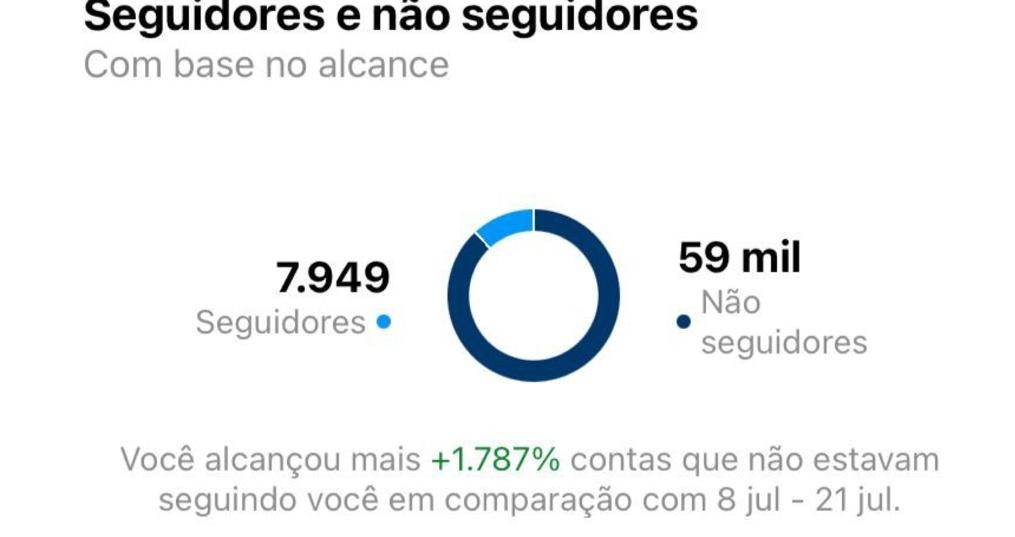 Seguidores e não seguidores
Com base no alcance
7.949
Seguidores
59 mil
Não
seguidores
Você alcançou mais +1.787% contas que não estavam
seguindo você em comparação com 8 jul - 21 jul.